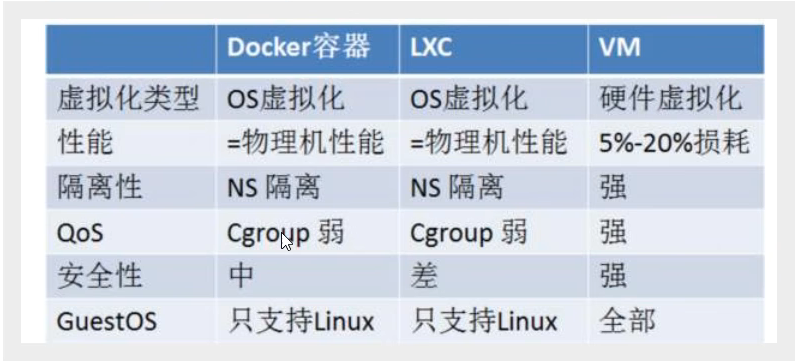 Docker容器 LXC VM
虚拟化类型 OS虚拟化 OS虚拟化 硬件虚拟化
性能 =物理机性能 =物理机性能 5%-20%损耗
隔离性 NS 隔离 NS 隔离 强
QoS Cgroup 弱 Cgroup 弱 强
安全性 中 差 强
GuestOS 只支持Linux 只支持Linux 全部